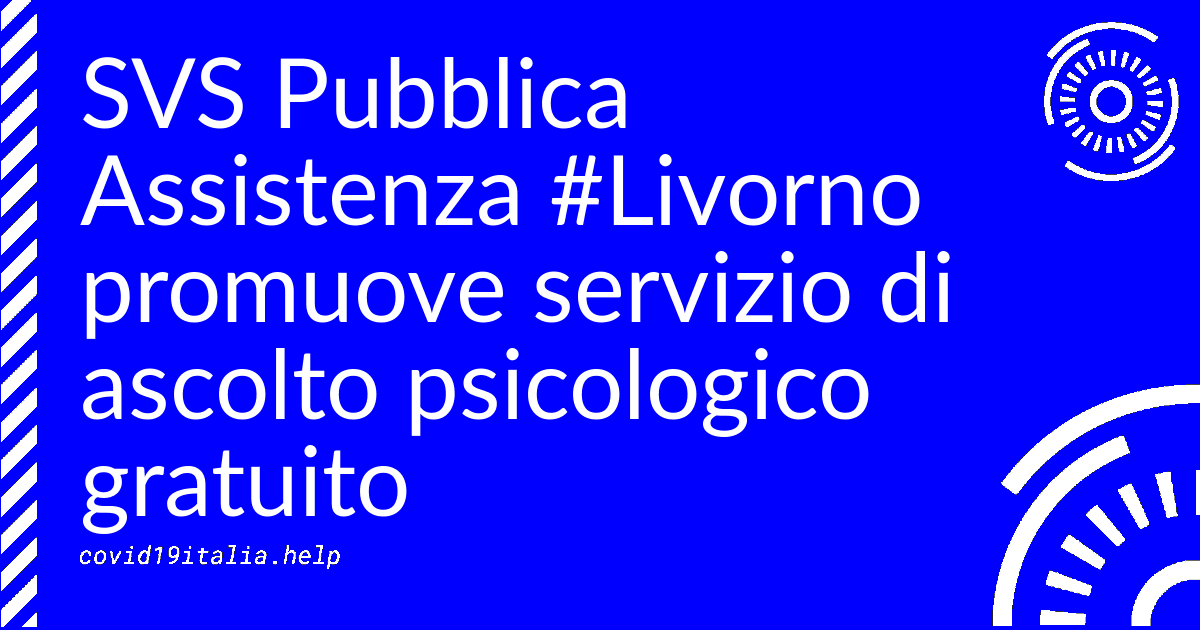 SVS Pubblica
Assistenza #Livorno
promuove servizio di
ascolto psicologico
gratuito
covid19italia.help